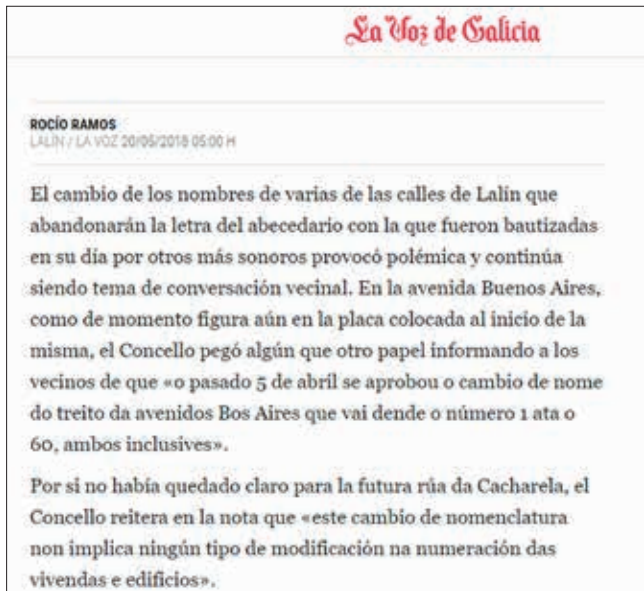 La Voz de Galicia
ROCÍO RAMOS
LALÍN / LA VOZ 20/05/2018 05:00 H
El cambio de los nombres de varias de las calles de Lalín que
abandonarán la letra del abecedario con la que fueron bautizadas
en su día por otros más sonoros provocó polémica y continúa
siendo tema de conversación vecinal. En la avenida Buenos Aires,
como de momento figura aún en la placa colocada al inicio de la
misma, el Concello pegó algún que otro papel informando a los
vecinos de que «o pasado 5 de abril se aprobou o cambio de nome
do treito da avenidos Bos Aires que vai dende o número 1 ata o
60, ambos inclusives».
Por si no había quedado claro para la futura rúa da Cacharela, el
Concello reitera en la nota que «este cambio de nomenclatura
non implica ningún tipo de modificación na numeración das
vivendas e edificios».